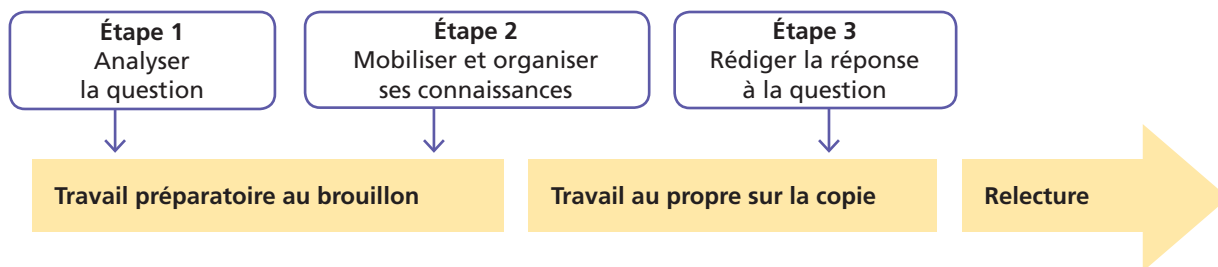 Étape 1
Analyser
la question
Étape 2
Mobiliser et organiser
ses connaissances
Étape 3
Rédiger la réponse
à la question
Travail préparatoire au brouillon
Travail au propre sur la copie
Relecture